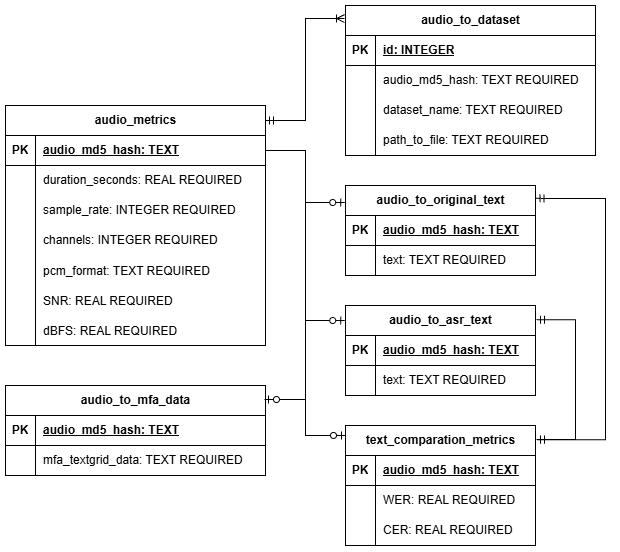 audio_to_dataset
PK id: INTEGER
audio_md5_hash: TEXT REQUIRED
dataset_name: TEXT REQUIRED
path_to_file: TEXT REQUIRED
audio_metrics
PK audio_md5_hash: TEXT
duration_seconds: REAL REQUIRED
sample_rate: INTEGER REQUIRED
channels: INTEGER REQUIRED
pcm_format: TEXT REQUIRED
SNR: REAL REQUIRED
dBFS: REAL REQUIRED
audio_to_original_text
PK audio_md5_hash: TEXT
text: TEXT REQUIRED
audio_to_asr_text
PK audio_md5_hash: TEXT
text: TEXT REQUIRED
audio_to_mfa_data
PK audio_md5_hash: TEXT
mfa_textgrid_data: TEXT REQUIRED
text_comparation_metrics
PK audio_md5_hash: TEXT
WER: REAL REQUIRED
CER: REAL REQUIRED